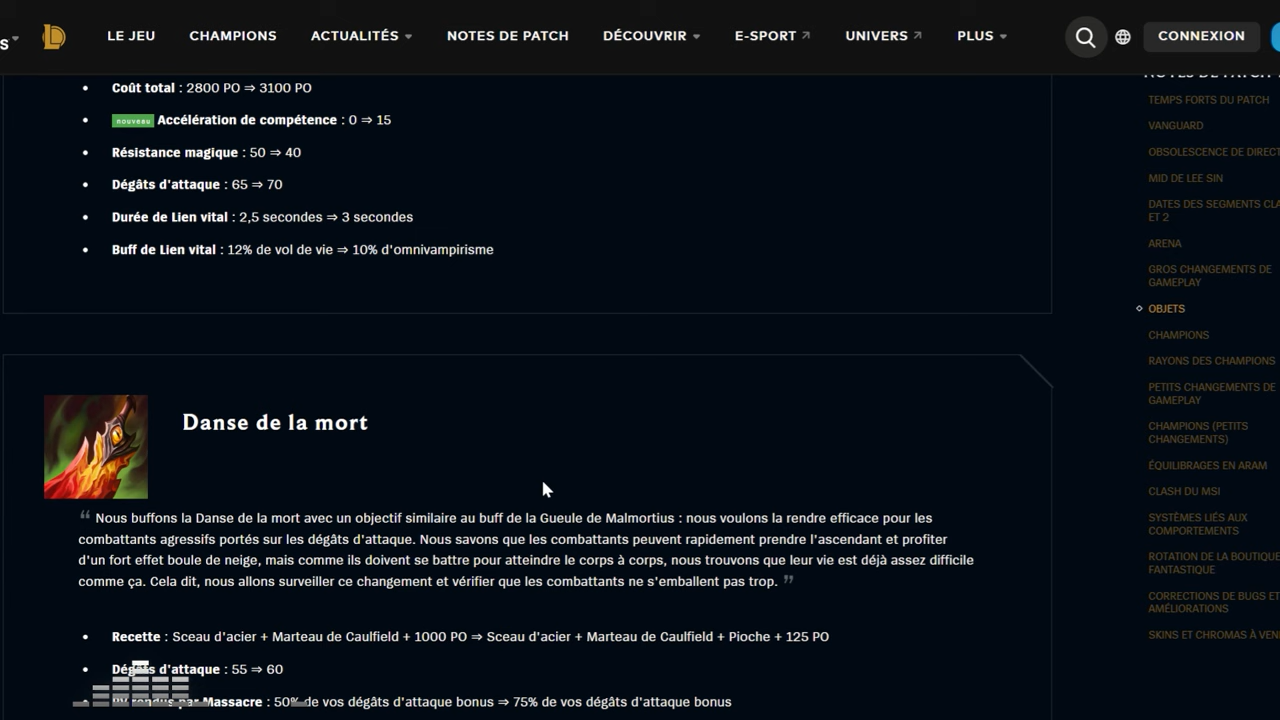 S
LE JEU
CHAMPIONS
ACTUALITÉS
NOTES DE PATCH
DÉCOUVRIR
E-SPORT
UNIVERS
PLUS
CONNEXION
Coût total : 2800 PO ⇒ 3100 PO
nouveau Accélération de compétence : 0 ⇒ 15
Résistance magique : 50 ⇒ 40
Dégâts d'attaque : 65 ⇒ 70
Durée de Lien vital : 2,5 secondes ⇒ 3 secondes
Buff de Lien vital : 12% de vol de vie ⇒ 10% d'omnivampirisme
Danse de la mort
“ Nous buffons la Danse de la mort avec un objectif similaire au buff de la Gueule de Malmortius : nous voulons la rendre efficace pour les
combattants agressifs portés sur les dégâts d'attaque. Nous savons que les combattants peuvent rapidement prendre l'ascendant et profiter
d'un fort effet boule de neige, mais comme ils doivent se battre pour atteindre le corps à corps, nous trouvons que leur vie est déjà assez difficile
comme ça. Cela dit, nous allons surveiller ce changement et vérifier que les combattants ne s'emballent pas trop. ”
Recette : Sceau d'acier + Marteau de Caulfield + 1000 PO ⇒ Sceau d'acier + Marteau de Caulfield + Pioche + 125 PO
Dégâts d'attaque : 55 ⇒ 60
PV rendus par Massacre : 50% de vos dégâts d'attaque bonus ⇒ 75% de vos dégâts d'attaque bonus
NOTES DE PATCH
TEMPS FORTS DU PATCH
VANGUARD
OBSOLESCENCE DE DIRECT
MID DE LEE SIN
DATES DES SEGMENTS CLA
ET 2
ARENA
GROS CHANGEMENTS DE
GAMEPLAY
OBJETS
CHAMPIONS
RAYONS DES CHAMPIONS
PETITS CHANGEMENTS DE
GAMEPLAY
CHAMPIONS (PETITS
CHANGEMENTS)
ÉQUILIBRAGES EN ARAM
CLASH DU MSI
SYSTÈMES LIÉS AUX
COMPORTEMENTS
ROTATION DE LA BOUTIQUE
FANTASTIQUE
CORRECTIONS DE BUGS ET
AMÉLIORATIONS
SKINS ET CHROMAS À VENI